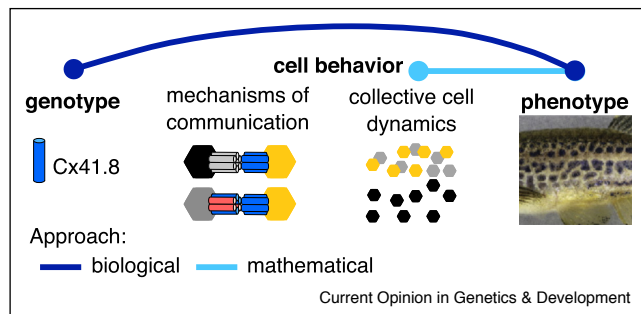 cell behavior
genotype
mechanisms of
communication
collective cell
dynamics
phenotype
Cx41.8
Approach:
biological
mathematical
Current Opinion in Genetics & Development